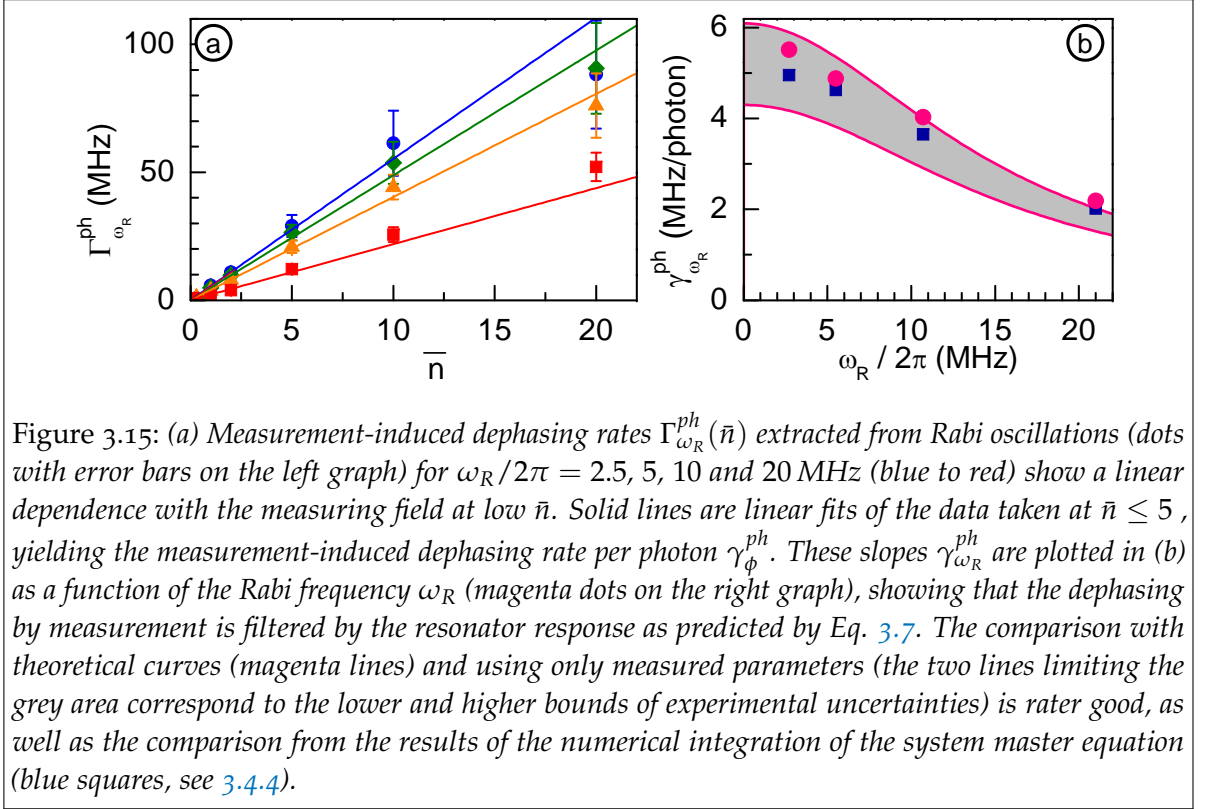 100
50
0
Γ^ph_ωR (MHz)
a
0 5 10 15 20
n̄
6
4
2
0
γ^ph_ωR (MHz/photon)
b
0 5 10 15 20
ω_R / 2π (MHz)
Figure 3.15: (a) Measurement-induced dephasing rates Γ^ph_ωR(n̄) extracted from Rabi oscillations (dots
with error bars on the left graph) for ω_R/2π = 2.5, 5, 10 and 20 MHz (blue to red) show a linear
dependence with the measuring field at low n̄. Solid lines are linear fits of the data taken at n̄ ≤ 5 ,
yielding the measurement-induced dephasing rate per photon γ^ph_ϕ. These slopes γ^ph_ωR are plotted in (b)
as a function of the Rabi frequency ω_R (magenta dots on the right graph), showing that the dephasing
by measurement is filtered by the resonator response as predicted by Eq. 3.7. The comparison with
theoretical curves (magenta lines) and using only measured parameters (the two lines limiting the
grey area correspond to the lower and higher bounds of experimental uncertainties) is rater good, as
well as the comparison from the results of the numerical integration of the system master equation
(blue squares, see 3.4.4).